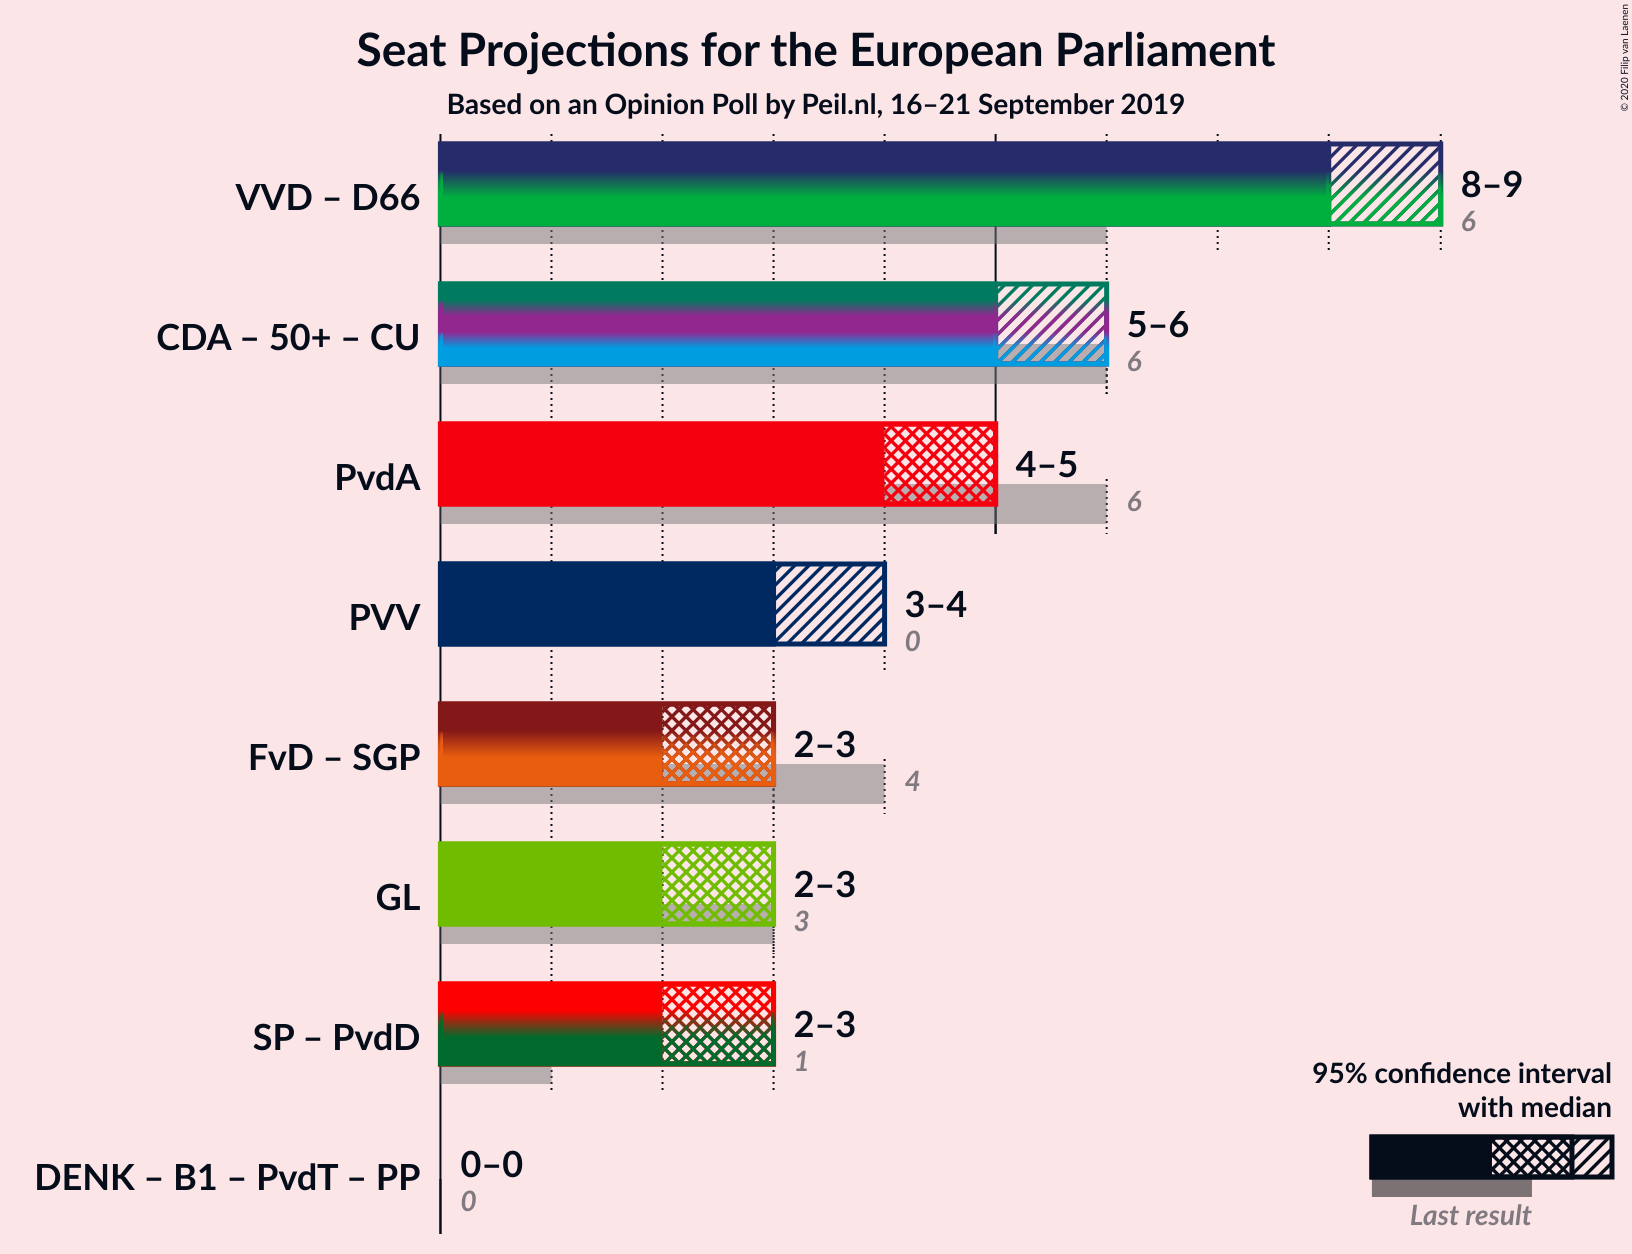 Seat Projections for the European Parliament
Based on an Opinion Poll by Peil.nl, 16–21 September 2019
© 2020 Filip van Laenen
VVD – D66
8–9
6
CDA – 50+ – CU
5–6
6
PvdA
4–5
6
PVV
3–4
0
FvD – SGP
2–3
4
GL
2–3
3
SP – PvdD
2–3
1
DENK – B1 – PvdT – PP
0–0
0
95% confidence interval
with median
Last result